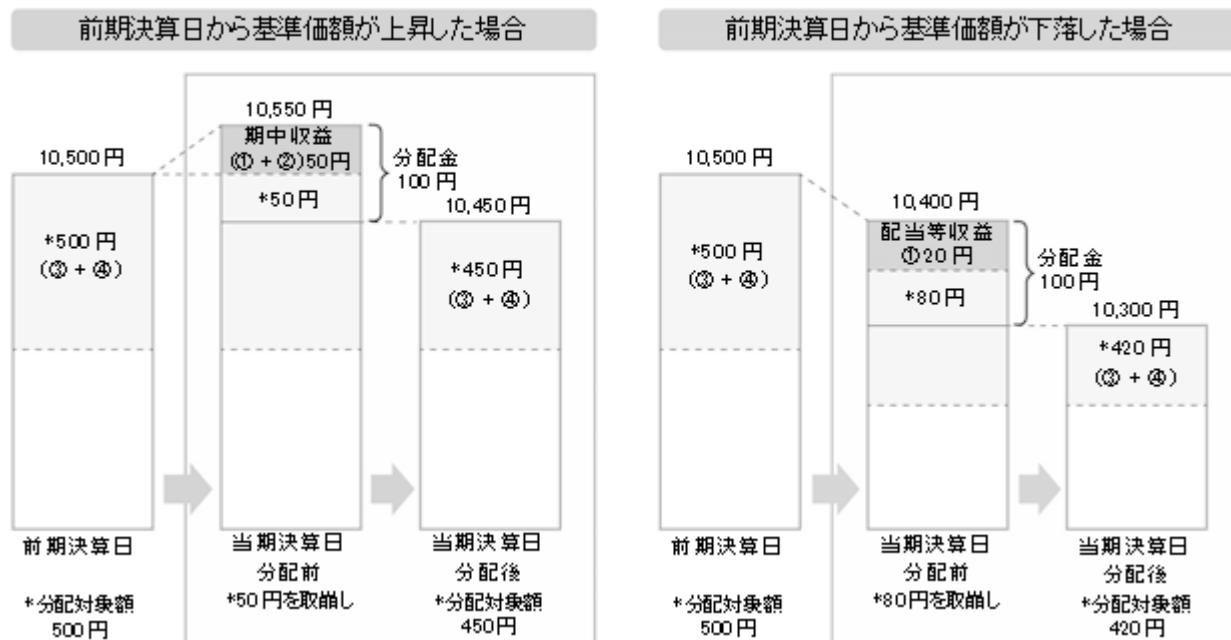 前期決算日から基準価額が上昇した場合
10,500円
*500円
(③+④)
前期決算日
*分配対象額
500円
10,550円
期中収益
(①+②)50円
*50円
分配金
100円
当期決算日
分配前
*50円を取崩し
10,450円
*450円
(③+④)
当期決算日
分配後
*分配対象額
450円
前期決算日から基準価額が下落した場合
10,500円
*500円
(③+④)
前期決算日
*分配対象額
500円
10,400円
配当等収益
①20円
*80円
分配金
100円
当期決算日
分配前
*80円を取崩し
10,300円
*420円
(③+④)
当期決算日
分配後
*分配対象額
420円